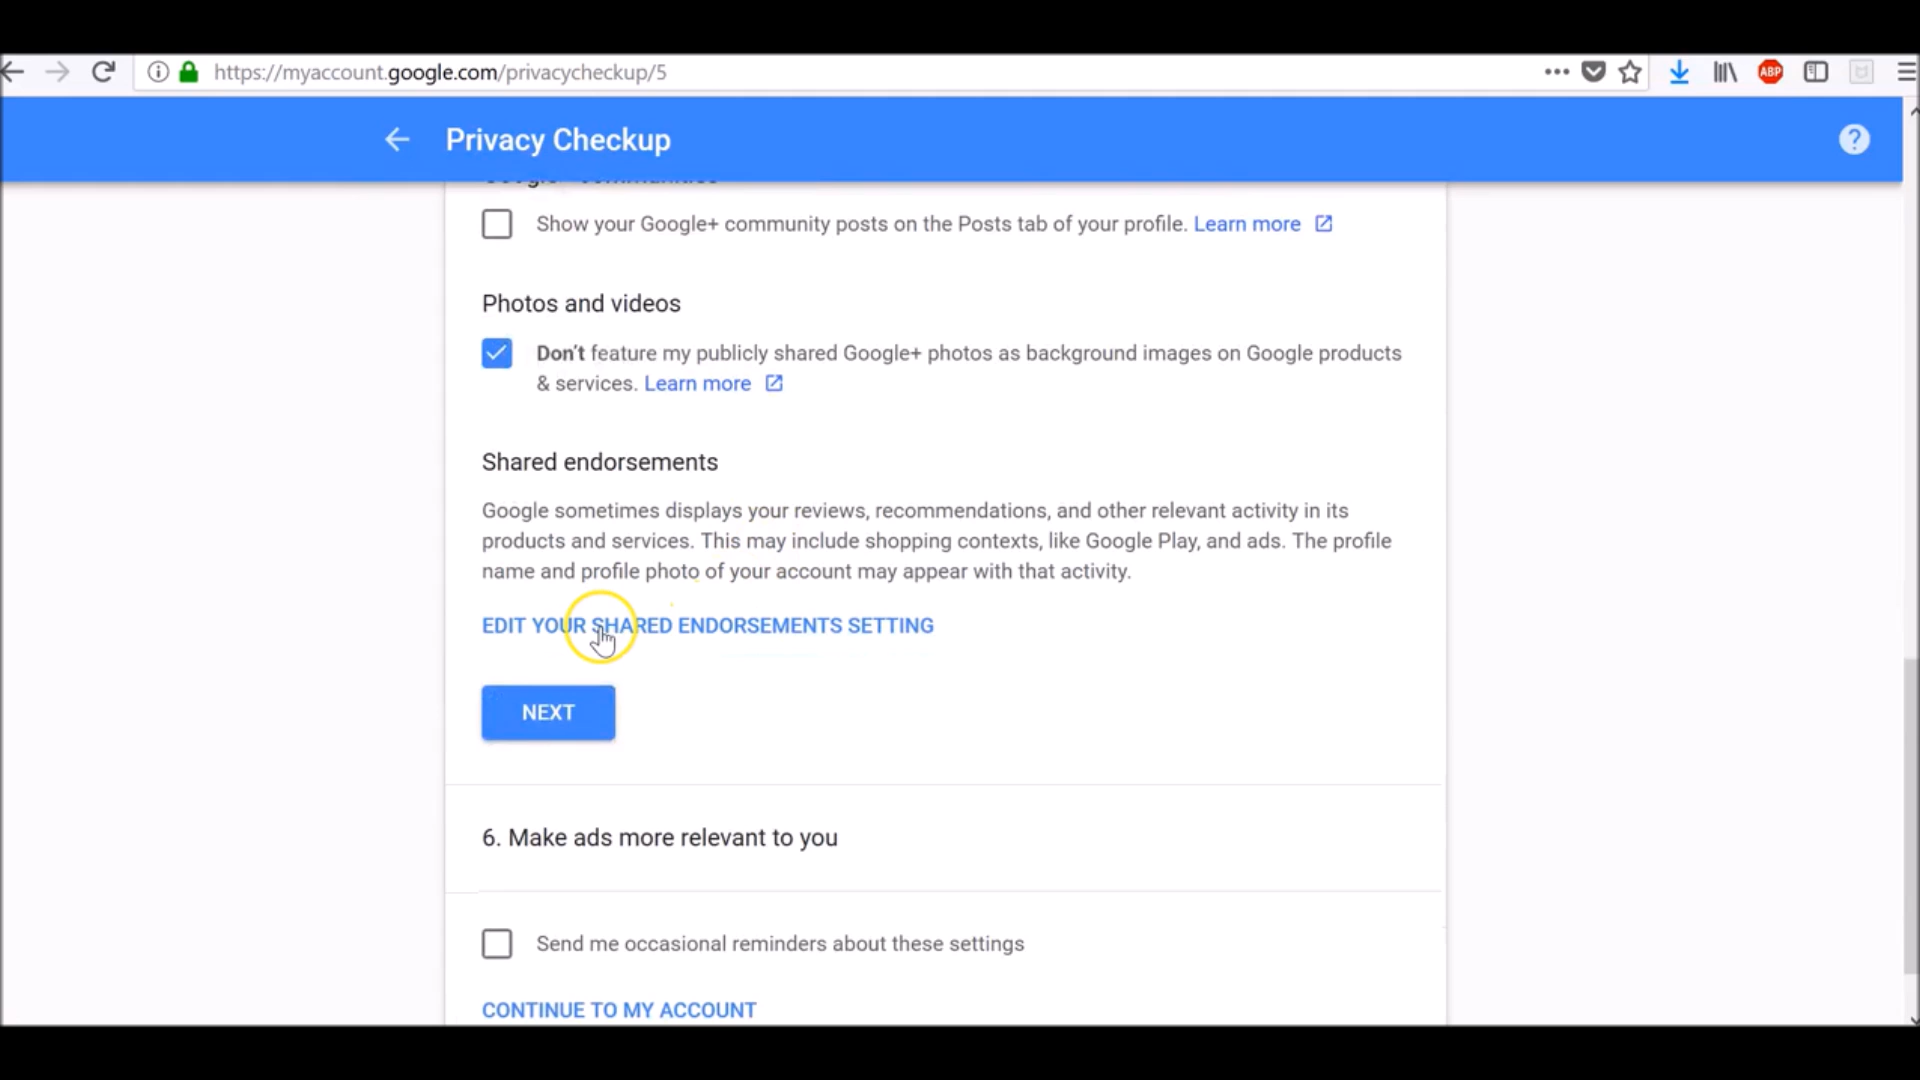 https://myaccount.google.com/privacycheckup/5
ABP
Privacy Checkup
?
Show your Google+ community posts on the Posts tab of your profile. Learn more
Photos and videos
Don't feature my publicly shared Google+ photos as background images on Google products
& services. Learn more
Shared endorsements
Google sometimes displays your reviews, recommendations, and other relevant activity in its
products and services. This may include shopping contexts, like Google Play, and ads. The profile
name and profile photo of your account may appear with that activity.
EDIT YOUR SHARED ENDORSEMENTS SETTING
NEXT
6. Make ads more relevant to you
Send me occasional reminders about these settings
CONTINUE TO MY ACCOUNT